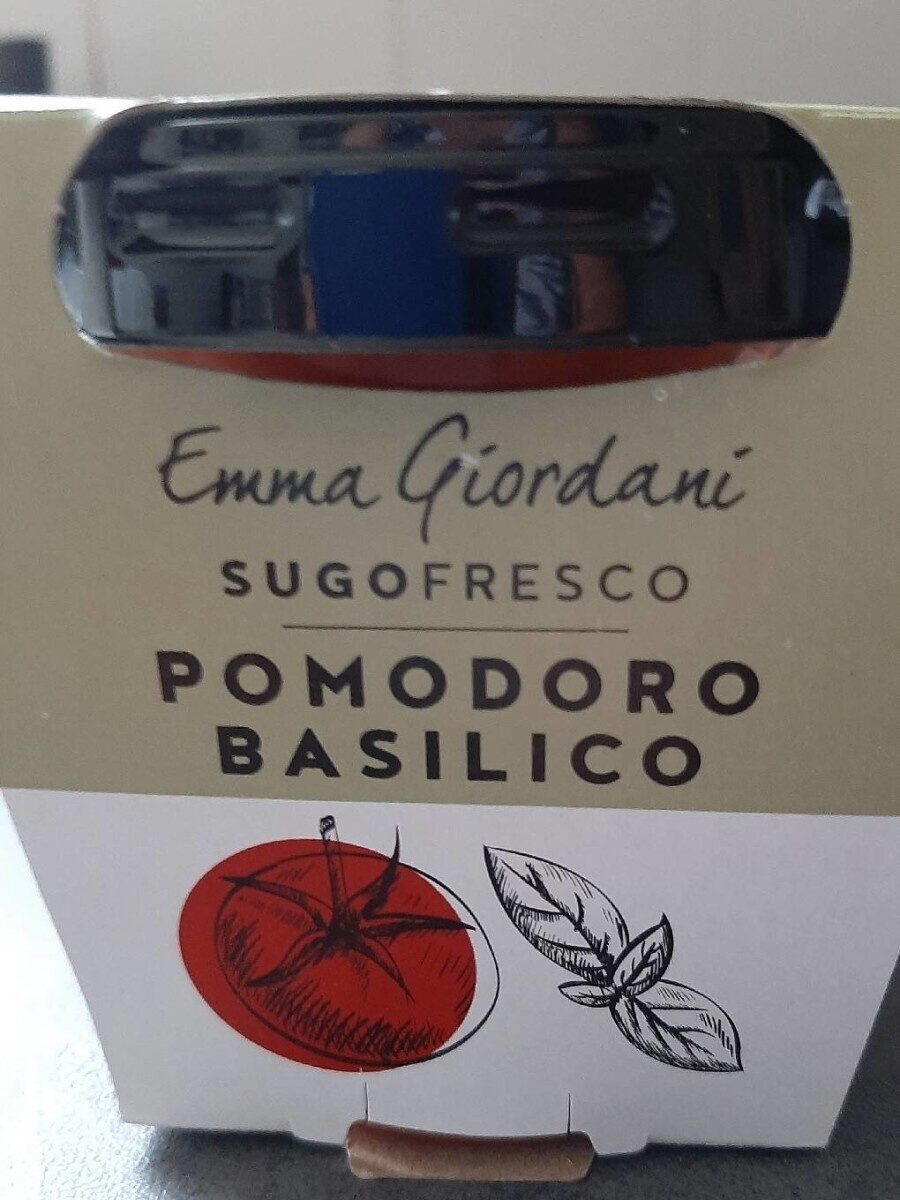 Emma Giordani
SUGOFRESCO
POMODORO
BASILICO